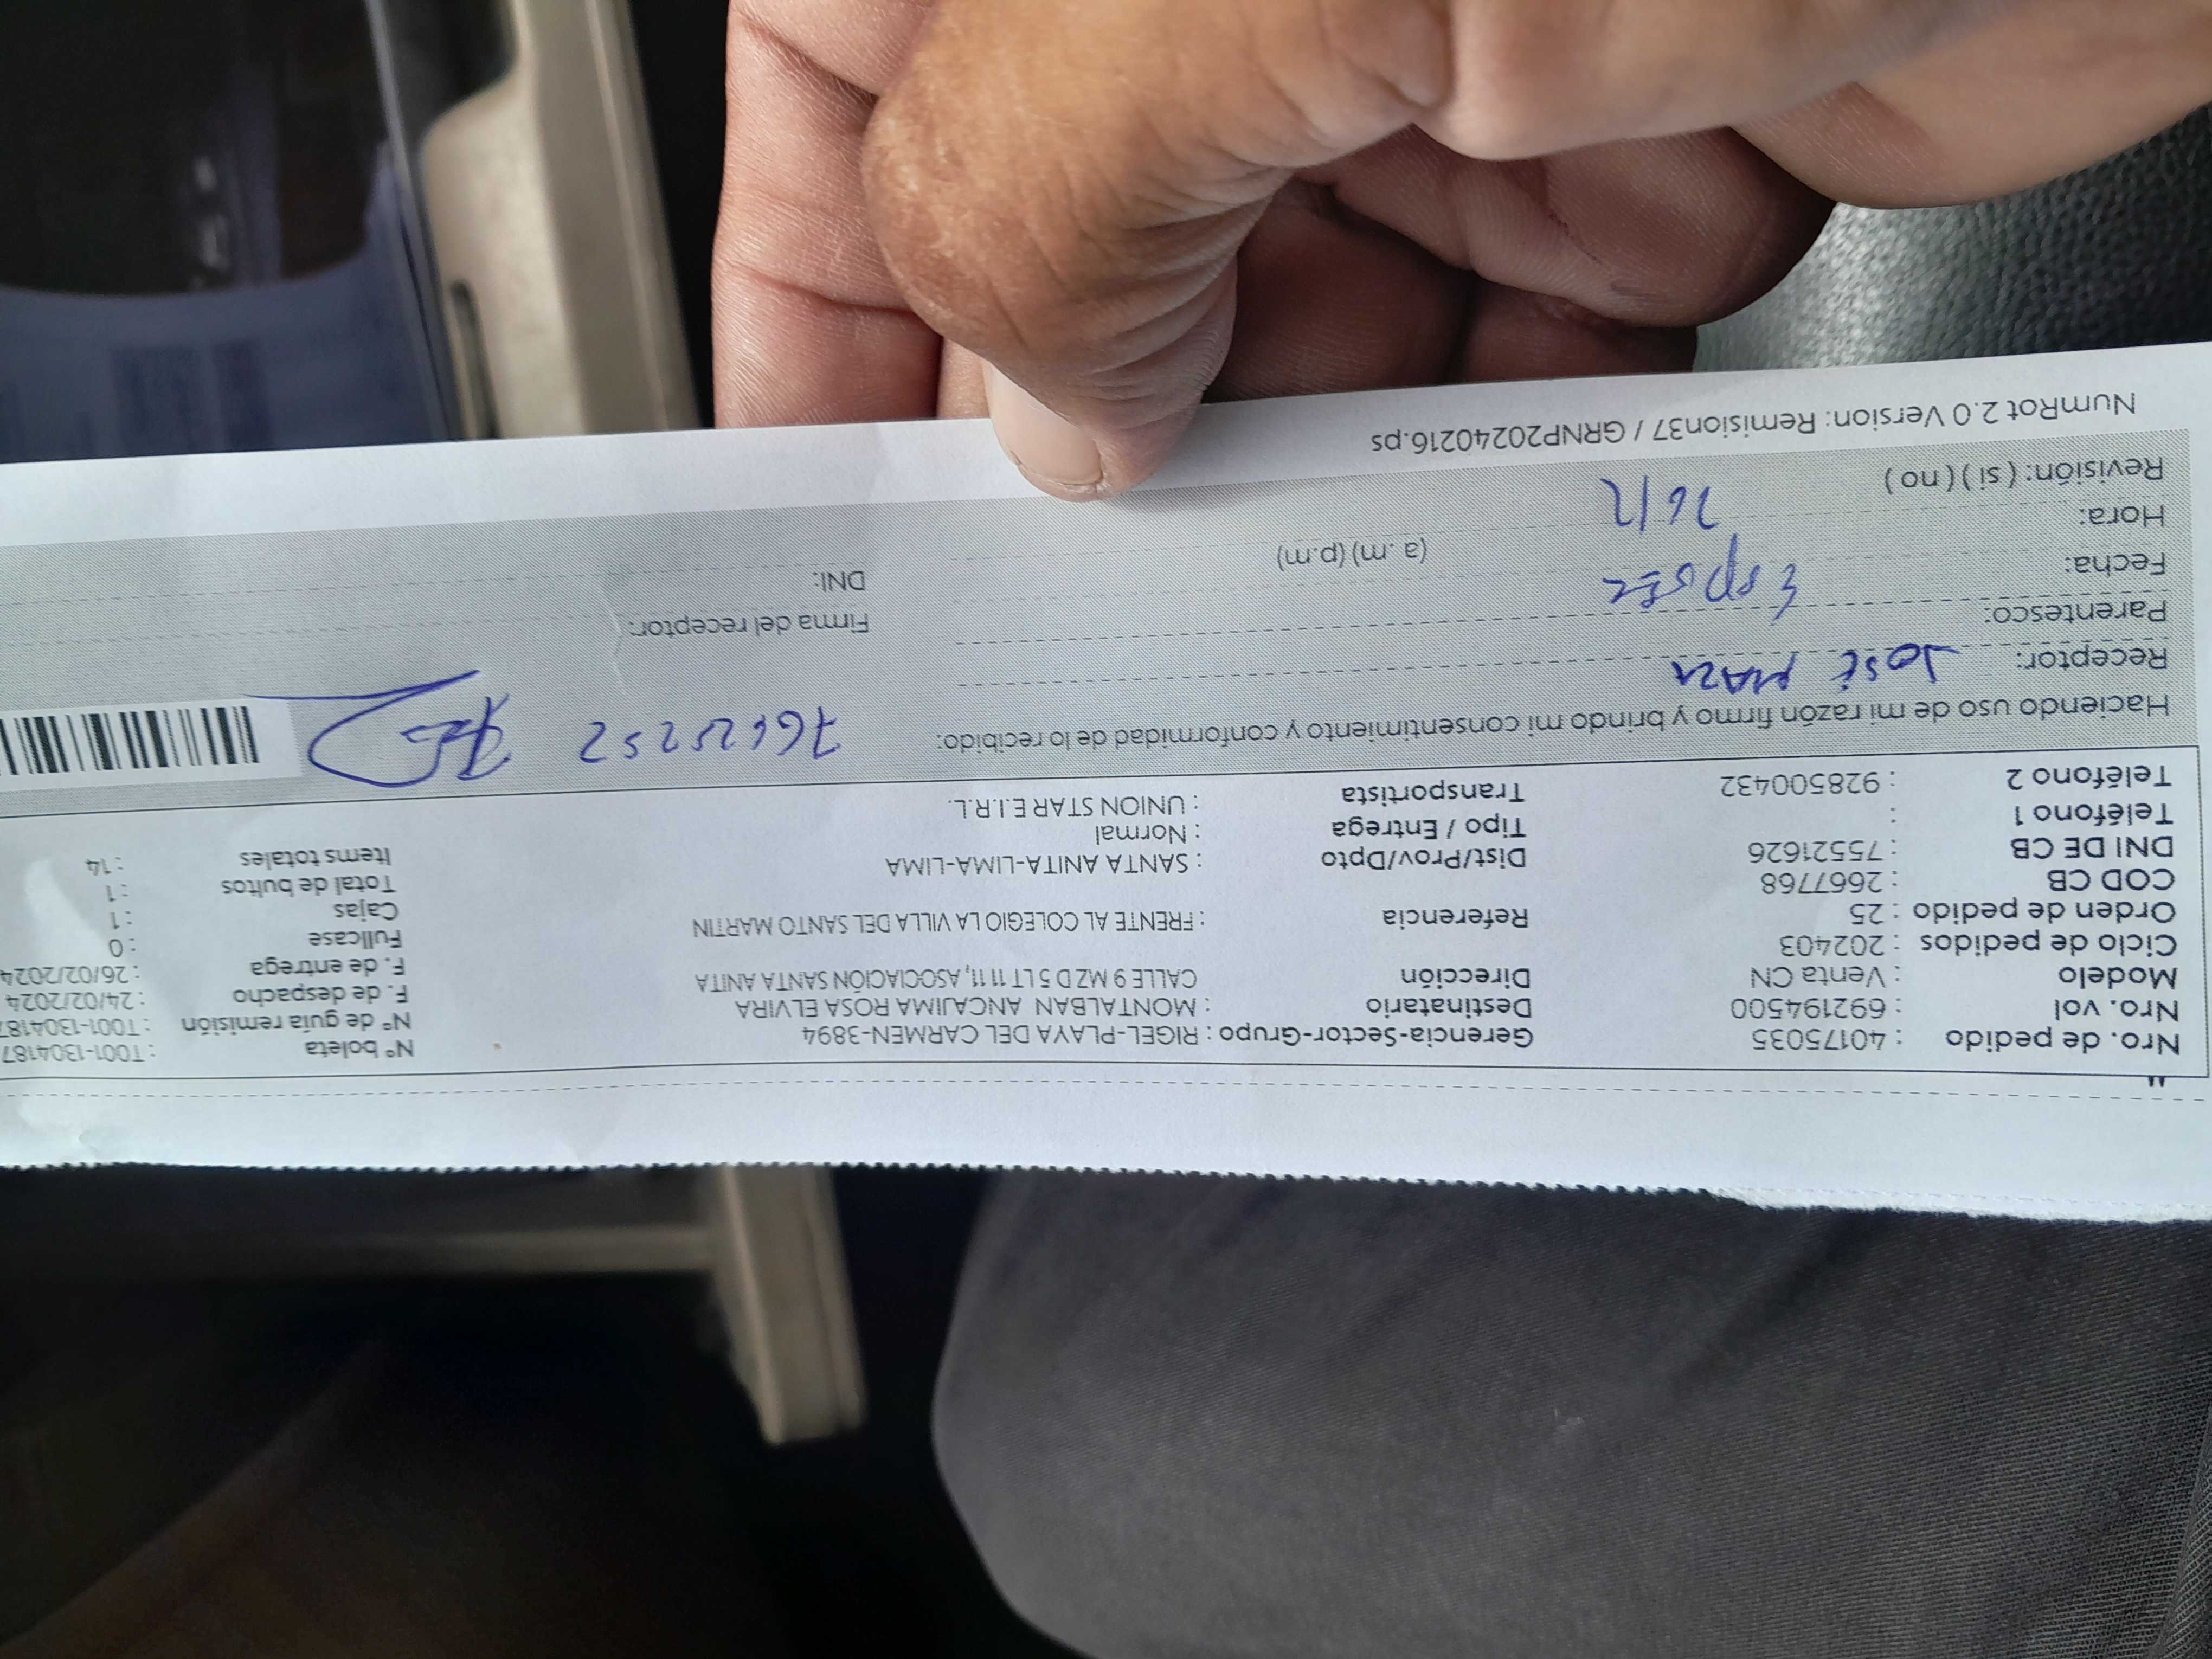 "
Nro. de pedido : 40175035 Gerencia-Sector-Grupo : RIGEL-PLAYA DEL CARMEN-3894 N° boleta : T001-1304187
Nro. vol : 692194500 Destinatario : MONTALBAN ANCAJIMA ROSA ELVIRA N° de guía remisión : T001-1304187
Modelo : Venta CN Dirección CALLE 9 MZ D 5 LT 11 11, ASOCIACIÓN SANTA ANITA F. de despacho : 24/02/2024
Ciclo de pedidos : 202403 F. de entrega : 26/02/2024
Orden de pedido : 25 Referencia : FRENTE AL COLEGIO LA VILLA DEL SANTO MARTIN Fullcase : 0
COD CB : 2667768 Cajas : 1
DNI DE CB : 75521626 Dist/Prov/Dpto : SANTA ANITA-LIMA-LIMA Total de bultos : 1
Teléfono 1 : Tipo / Entrega : Normal Items totales : 14
Teléfono 2 : 928500432 Transportista : UNION STAR E.I.R.L.
Haciendo uso de mi razón firmo y brindo mi consentimiento y conformidad de lo recibido:
Receptor: José
Parentesco: Firma del receptor:
Fecha: DNI:
Hora: (a.m) (p.m)
Revisión: ( si ) ( no )
NumRot 2.0 Version: Remision37 / GRNP20240216.ps